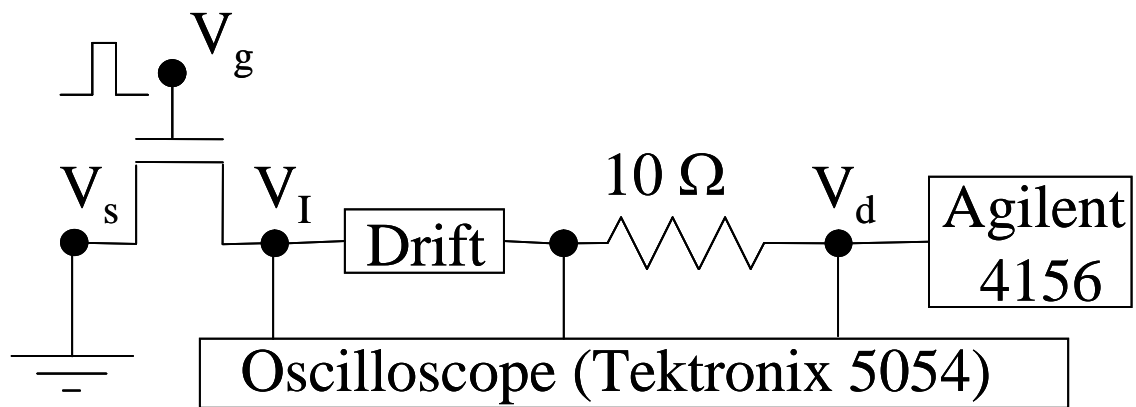 Vg
Vs
VI
Drift
10 Ω
Vd
Agilent
4156
Oscilloscope (Tektronix 5054)